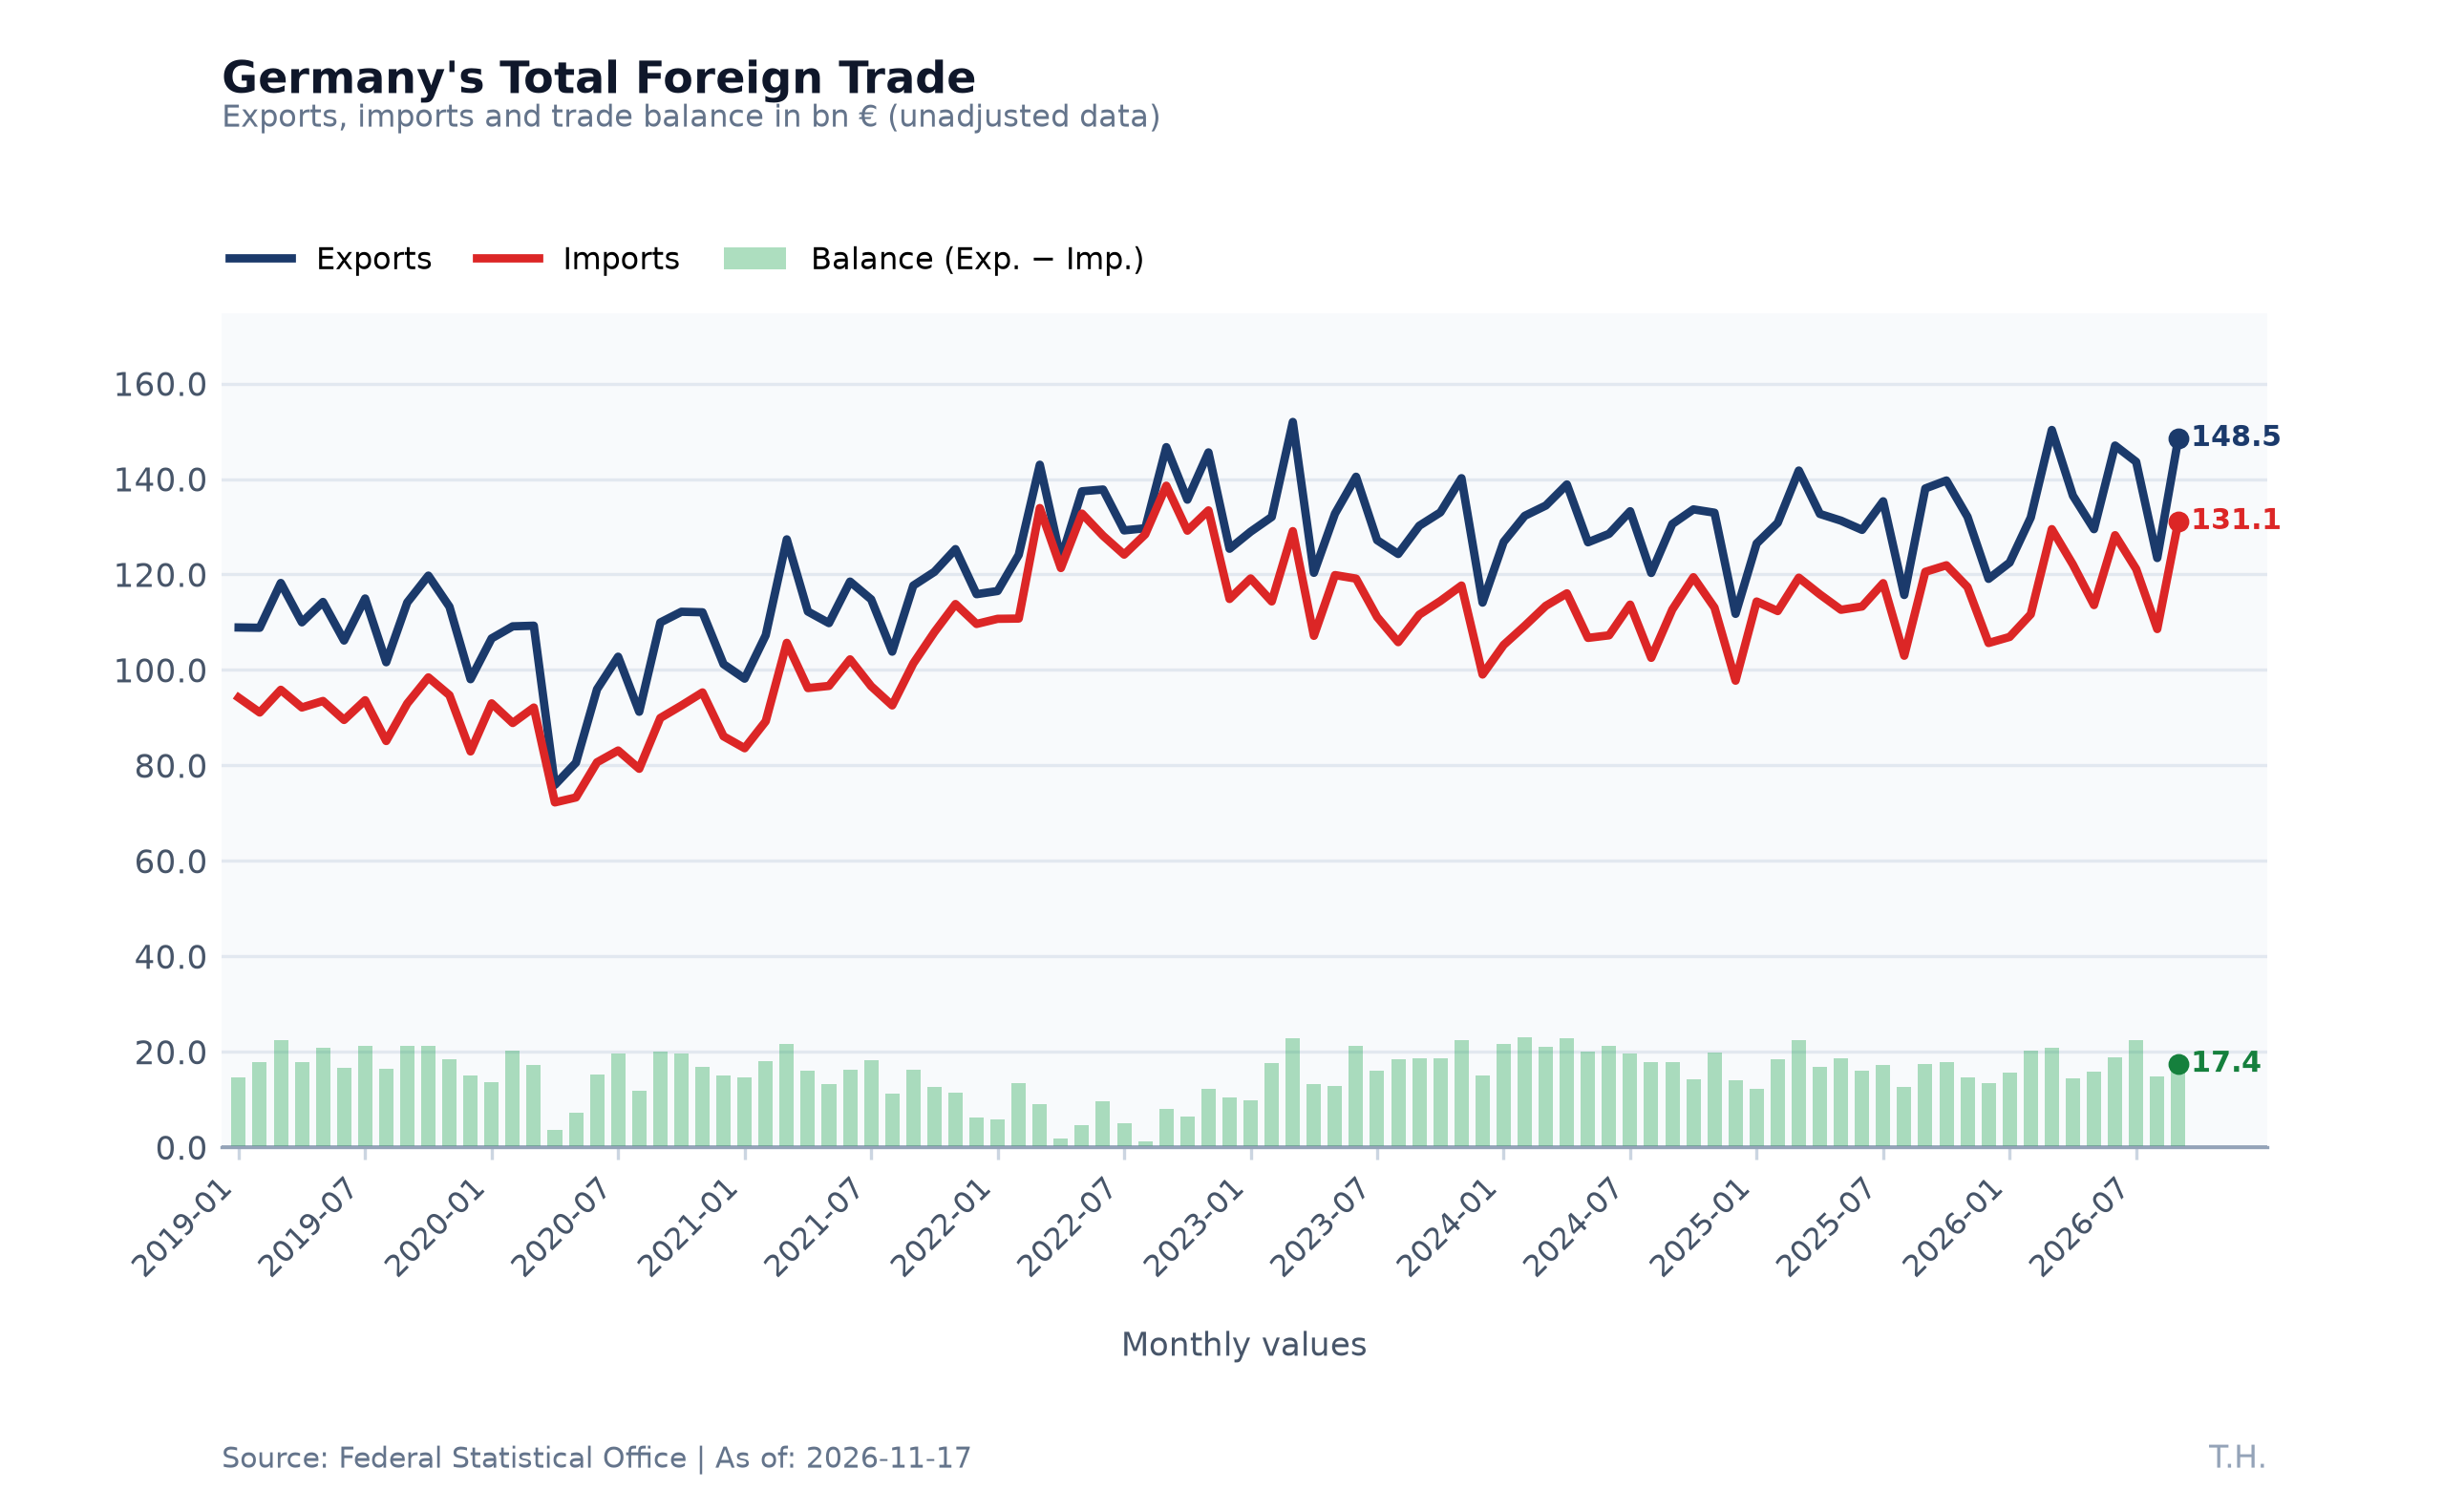 Germany's Total Foreign Trade
Exports, imports and trade balance in bn € (unadjusted data)
Exports Imports Balance (Exp. − Imp.)
160.0
140.0
120.0
100.0
80.0
60.0
40.0
20.0
0.0
148.5
131.1
17.4
2019-01 2019-07 2020-01 2020-07 2021-01 2021-07 2022-01 2022-07 2023-01 2023-07 2024-01 2024-07 2025-01 2025-07 2026-01 2026-07
Monthly values
Source: Federal Statistical Office | As of: 2026-11-17
T.H.